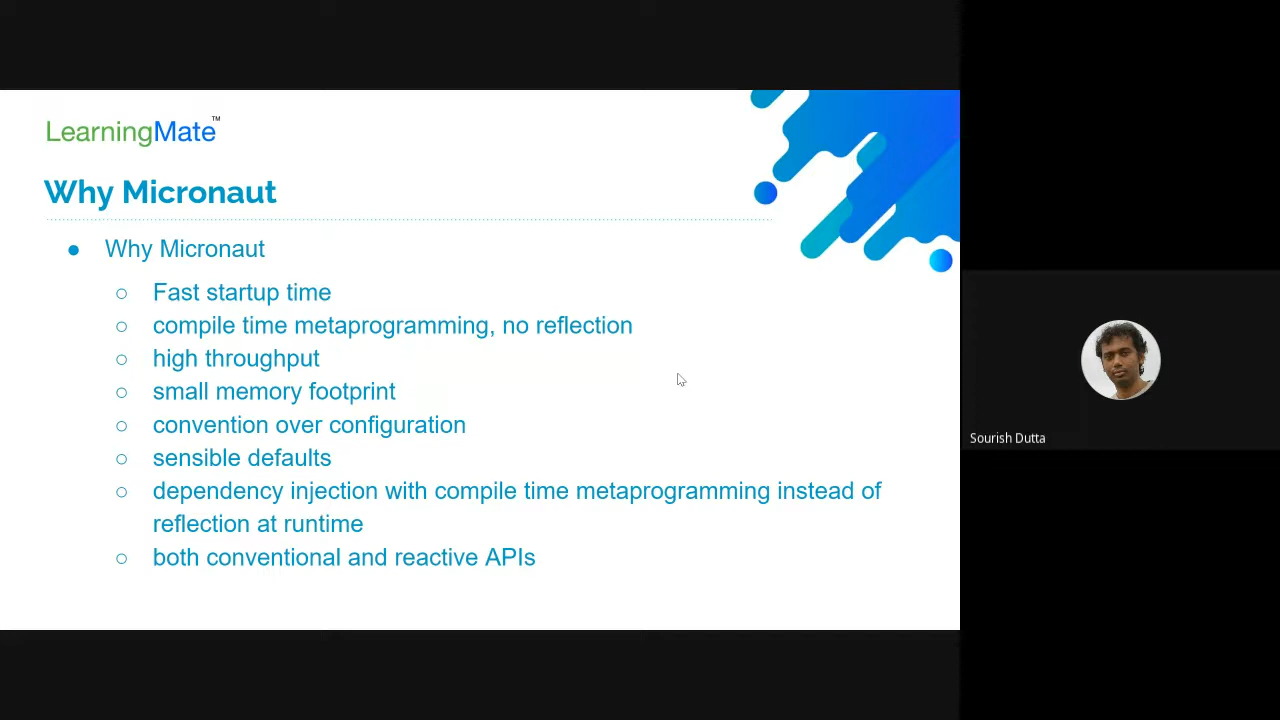 LearningMate™
Why Micronaut
● Why Micronaut
○ Fast startup time
○ compile time metaprogramming, no reflection
○ high throughput
○ small memory footprint
○ convention over configuration
○ sensible defaults
○ dependency injection with compile time metaprogramming instead of
reflection at runtime
○ both conventional and reactive APIs
Sourish Dutta